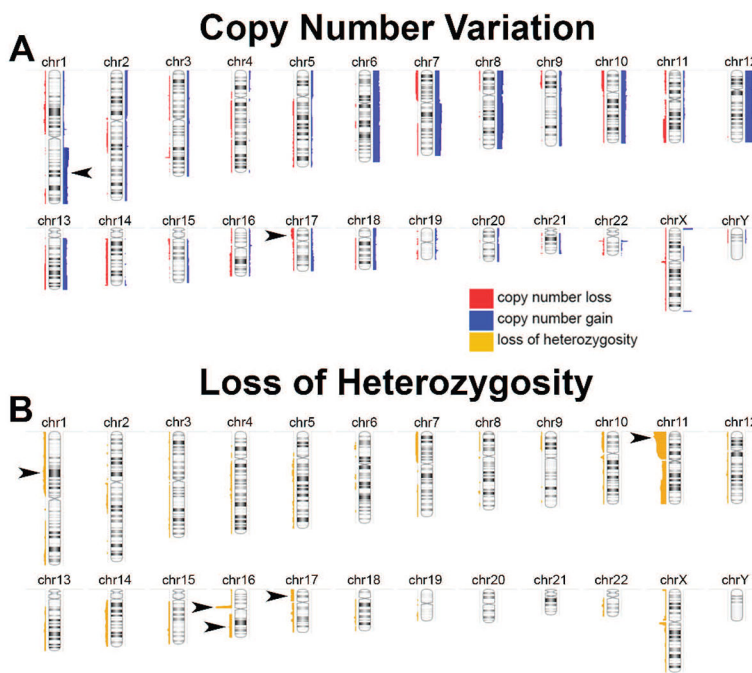 Copy Number Variation
A
chr1 chr2 chr3 chr4 chr5 chr6 chr7 chr8 chr9 chr10 chr11 chr12
chr13 chr14 chr15 chr16 chr17 chr18 chr19 chr20 chr21 chr22 chrX chrY
copy number loss
copy number gain
loss of heterozygosity
Loss of Heterozygosity
B
chr1 chr2 chr3 chr4 chr5 chr6 chr7 chr8 chr9 chr10 chr11 chr12
chr13 chr14 chr15 chr16 chr17 chr18 chr19 chr20 chr21 chr22 chrX chrY